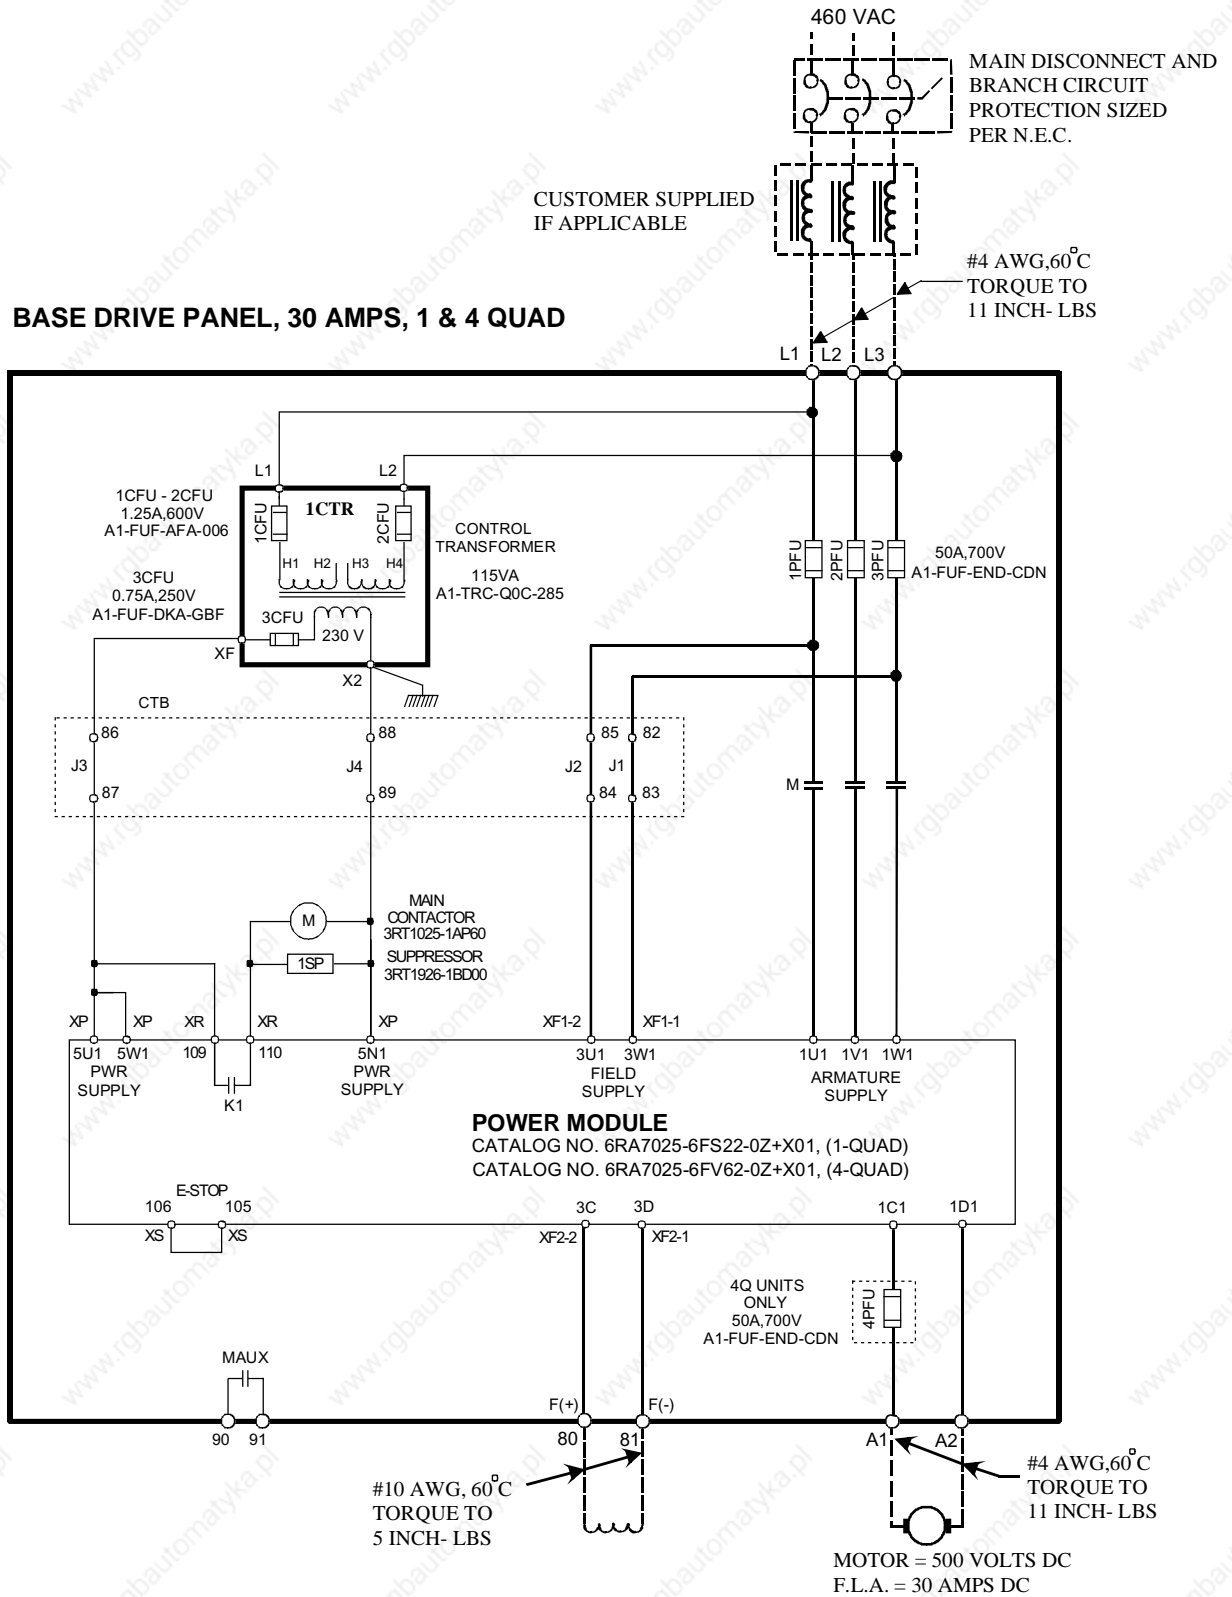 460 VAC
MAIN DISCONNECT AND
BRANCH CIRCUIT
PROTECTION SIZED
PER N.E.C.
CUSTOMER SUPPLIED
IF APPLICABLE
#4 AWG,60°C
TORQUE TO
11 INCH- LBS
BASE DRIVE PANEL, 30 AMPS, 1 & 4 QUAD
L1 L2 L3
L1 L2
1CFU - 2CFU
1.25A,600V
A1-FUF-AFA-006
1CFU
1CTR
2CFU
CONTROL
TRANSFORMER
115VA
A1-TRC-Q0C-285
H1 H2 H3 H4
3CFU
0.75A,250V
A1-FUF-DKA-GBF
3CFU
230 V
XF
X2
1PFU
2PFU
3PFU
50A,700V
A1-FUF-END-CDN
CTB
86 88 85 82
J3 J4 J2 J1
87 89 84 83
M
M
MAIN
CONTACTOR
3RT1025-1AP60
1SP
SUPPRESSOR
3RT1926-1BD00
XP XP XR XR XP XF1-2 XF1-1
5U1 5W1 109 110 5N1 3U1 3W1 1U1 1V1 1W1
PWR
SUPPLY
K1
PWR
SUPPLY
FIELD
SUPPLY
ARMATURE
SUPPLY
POWER MODULE
CATALOG NO. 6RA7025-6FS22-0Z+X01, (1-QUAD)
CATALOG NO. 6RA7025-6FV62-0Z+X01, (4-QUAD)
E-STOP
106 105
XS XS
3C 3D 1C1 1D1
XF2-2 XF2-1
4Q UNITS
ONLY
50A,700V
A1-FUF-END-CDN
4PFU
MAUX
F(+) F(-)
90 91 80 81 A1 A2
#10 AWG, 60°C
TORQUE TO
5 INCH- LBS
#4 AWG,60°C
TORQUE TO
11 INCH- LBS
MOTOR = 500 VOLTS DC
F.L.A. = 30 AMPS DC
www.rgbautomatyka.pl